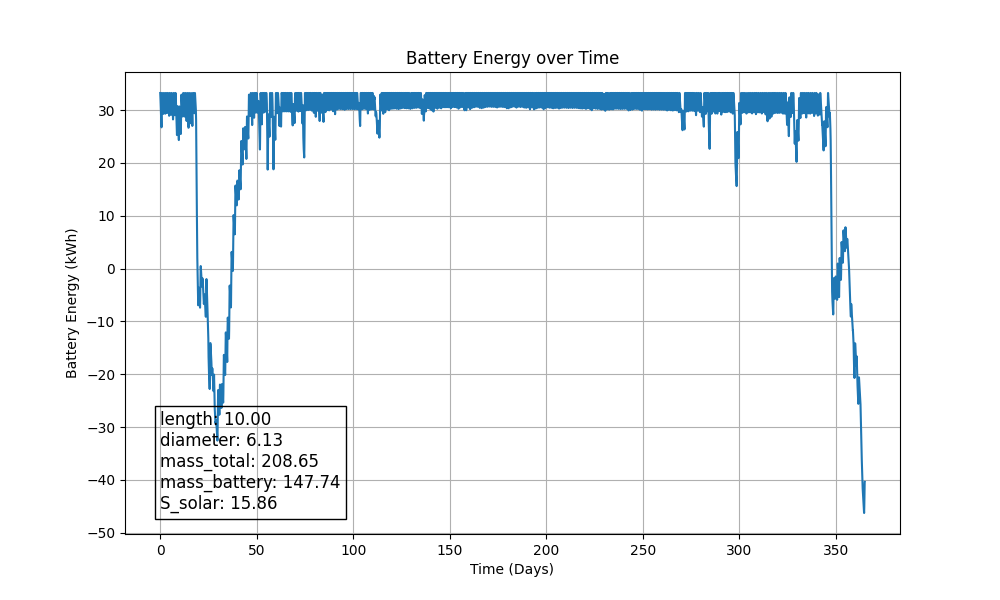 Battery Energy over Time
Battery Energy (kWh)
30
20
10
0
−10
−20
−30
−40
−50
length: 10.00
diameter: 6.13
mass_total: 208.65
mass_battery: 147.74
S_solar: 15.86
0 50 100 150 200 250 300 350
Time (Days)